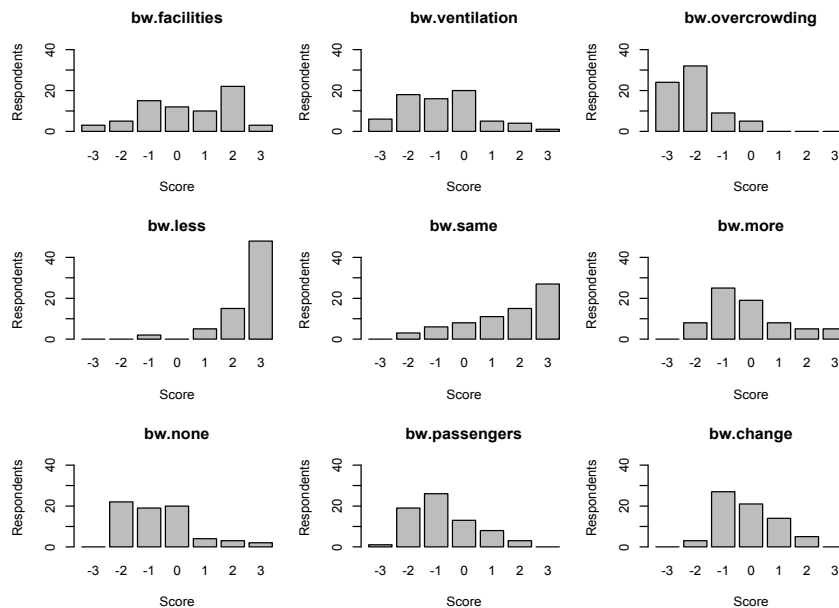 bw.facilities
Respondents
0 20 40
-3 -2 -1 0 1 2 3
Score
bw.ventilation
Respondents
0 20 40
-3 -2 -1 0 1 2 3
Score
bw.overcrowding
Respondents
0 20 40
-3 -2 -1 0 1 2 3
Score
bw.less
Respondents
0 20 40
-3 -2 -1 0 1 2 3
Score
bw.same
Respondents
0 20 40
-3 -2 -1 0 1 2 3
Score
bw.more
Respondents
0 20 40
-3 -2 -1 0 1 2 3
Score
bw.none
Respondents
0 20 40
-3 -2 -1 0 1 2 3
Score
bw.passengers
Respondents
0 20 40
-3 -2 -1 0 1 2 3
Score
bw.change
Respondents
0 20 40
-3 -2 -1 0 1 2 3
Score